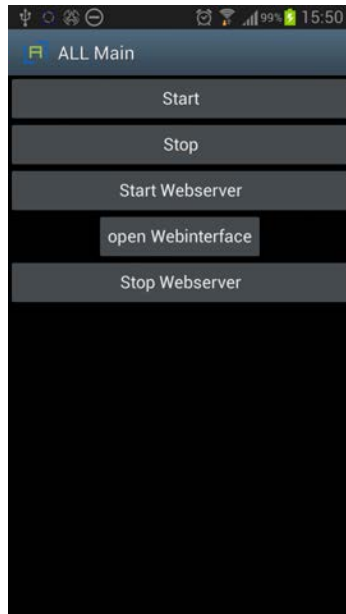 99% 15:50
ALL Main
Start
Stop
Start Webserver
open Webinterface
Stop Webserver